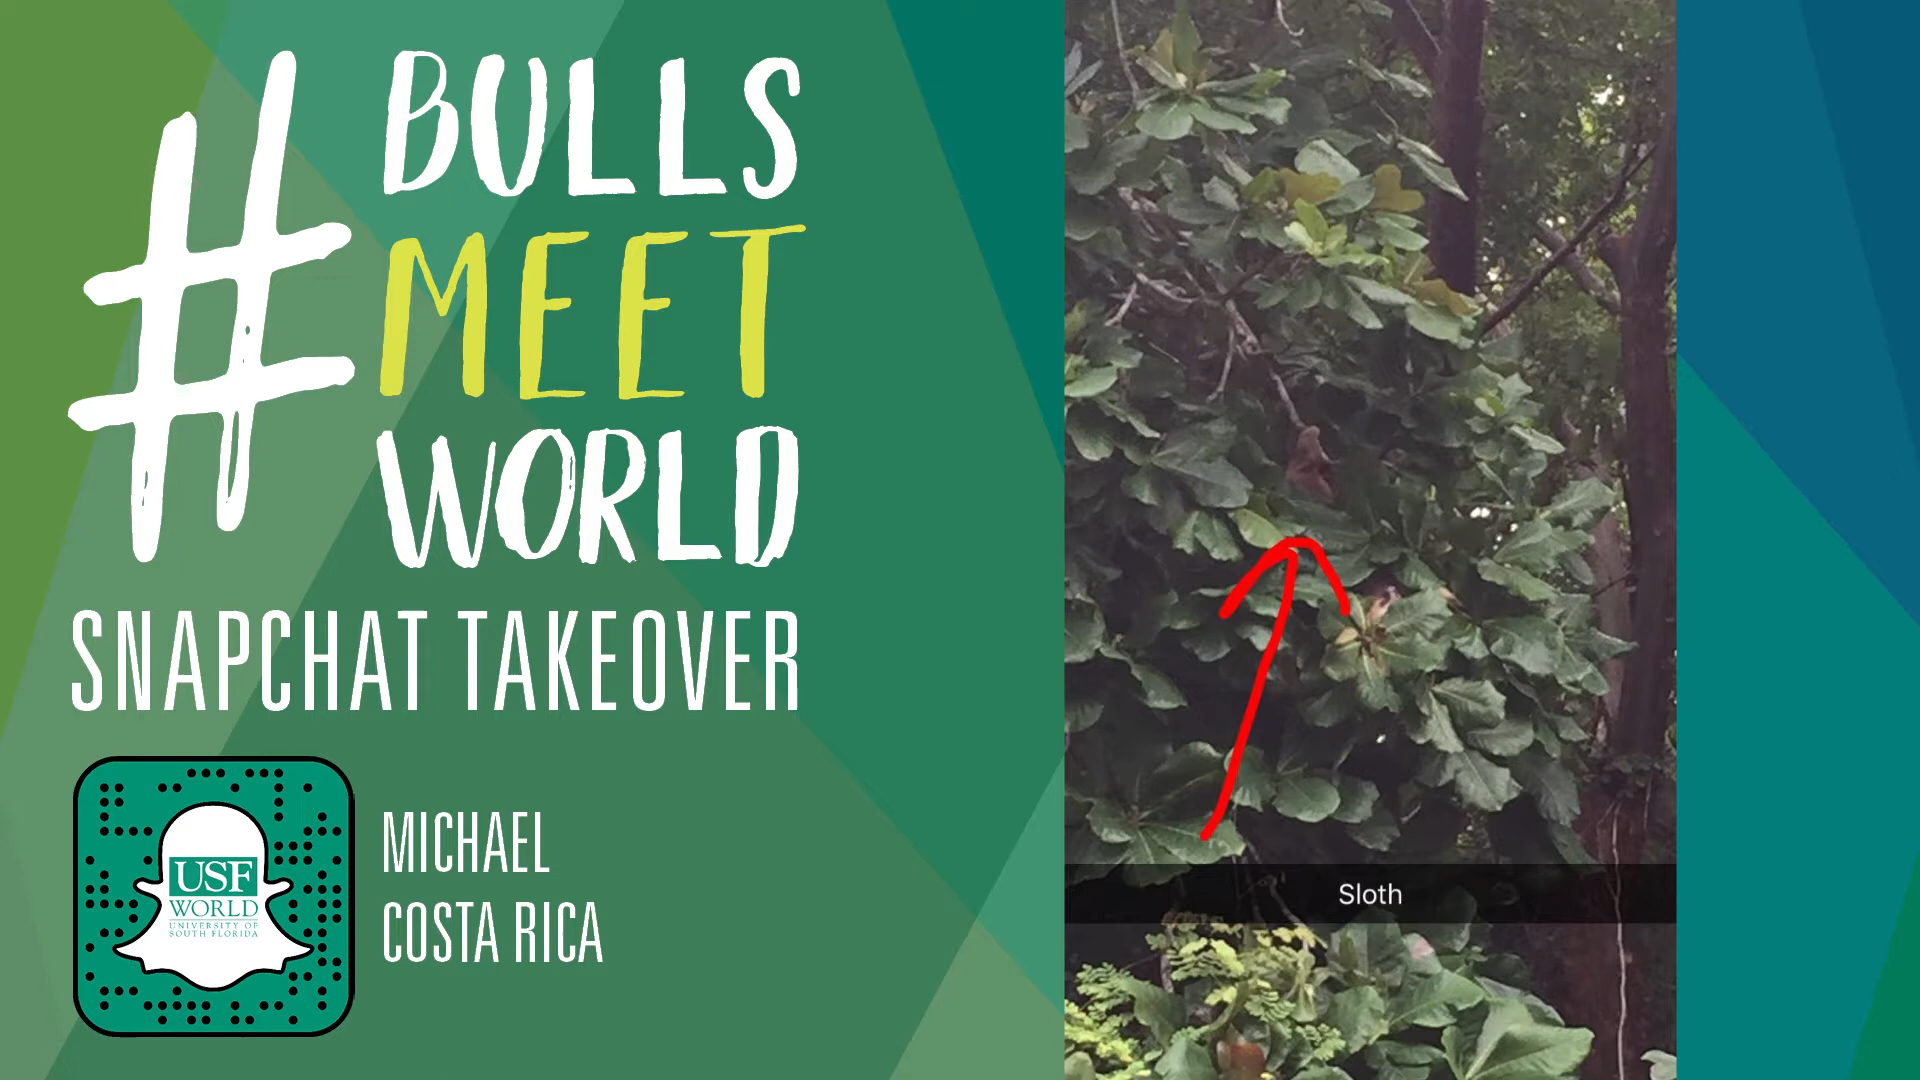 #BULLS
MEET
WORLD
SNAPCHAT TAKEOVER
USF
WORLD
UNIVERSITY OF
SOUTH FLORIDA
MICHAEL
COSTA RICA
Sloth